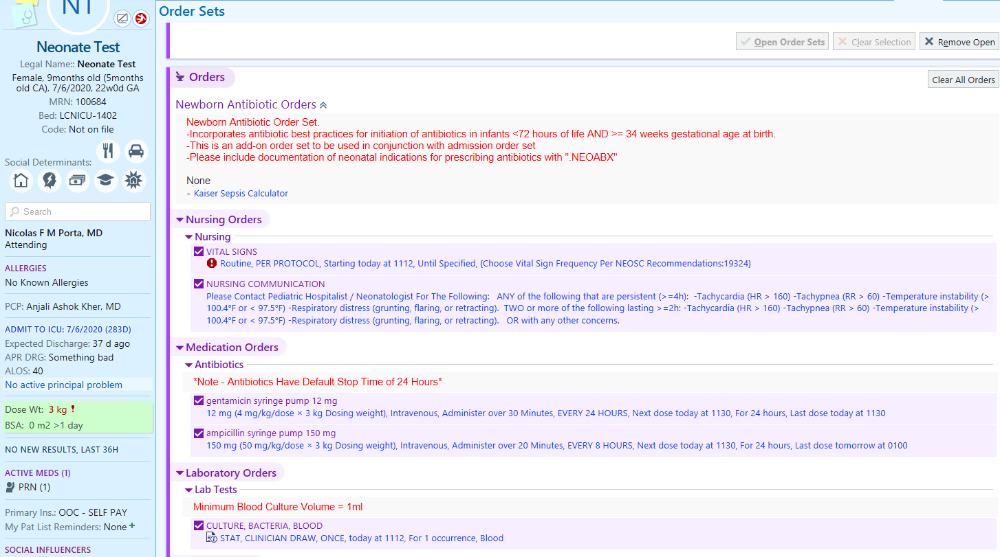 NT
Neonate Test
Legal Name:: Neonate Test
Female, 9months old (5months
old CA), 7/6/2020, 22w0d GA
MRN: 100684
Bed: LCNICU-1402
Code: Not on file
Social Determinants:
Search
Nicolas F M Porta, MD
Attending
ALLERGIES
No Known Allergies
PCP: Anjali Ashok Kher, MD
ADMIT TO ICU: 7/6/2020 (283D)
Expected Discharge: 37 d ago
APR DRG: Something bad
ALOS: 40
No active principal problem
Dose Wt: 3 kg !
BSA: 0 m2 >1 day
NO NEW RESULTS, LAST 36H
ACTIVE MEDS (1)
PRN (1)
Primary Ins.: OOC - SELF PAY
My Pat List Reminders: None +
SOCIAL INFLUENCERS
Order Sets
Open Order Sets
Clear Selection
Remove Open
Orders
Clear All Orders
Newborn Antibiotic Orders
Newborn Antibiotic Order Set.
-Incorporates antibiotic best practices for initiation of antibiotics in infants <72 hours of life AND >= 34 weeks gestational age at birth.
-This is an add-on order set to be used in conjunction with admission order set
-Please include documentation of neonatal indications for prescribing antibiotics with ".NEOABX"
None
- Kaiser Sepsis Calculator
Nursing Orders
Nursing
VITAL SIGNS
Routine, PER PROTOCOL, Starting today at 1112, Until Specified, {Choose Vital Sign Frequency Per NEOSC Recommendations:19324}
NURSING COMMUNICATION
Please Contact Pediatric Hospitalist / Neonatologist For The Following: ANY of the following that are persistent (>=4h): -Tachycardia (HR > 160) -Tachypnea (RR > 60) -Temperature instability (>
100.4°F or < 97.5°F) -Respiratory distress (grunting, flaring, or retracting). TWO or more of the following lasting >=2h: -Tachycardia (HR > 160) -Tachypnea (RR > 60) -Temperature instability (>
100.4°F or < 97.5°F) -Respiratory distress (grunting, flaring, or retracting). OR with any other concerns.
Medication Orders
Antibiotics
*Note - Antibiotics Have Default Stop Time of 24 Hours*
gentamicin syringe pump 12 mg
12 mg (4 mg/kg/dose × 3 kg Dosing weight), Intravenous, Administer over 30 Minutes, EVERY 24 HOURS, Next dose today at 1130, For 24 hours, Last dose today at 1130
ampicillin syringe pump 150 mg
150 mg (50 mg/kg/dose × 3 kg Dosing weight), Intravenous, Administer over 20 Minutes, EVERY 8 HOURS, Next dose today at 1130, For 24 hours, Last dose tomorrow at 0100
Laboratory Orders
Lab Tests
Minimum Blood Culture Volume = 1ml
CULTURE, BACTERIA, BLOOD
STAT, CLINICIAN DRAW, ONCE, today at 1112, For 1 occurrence, Blood